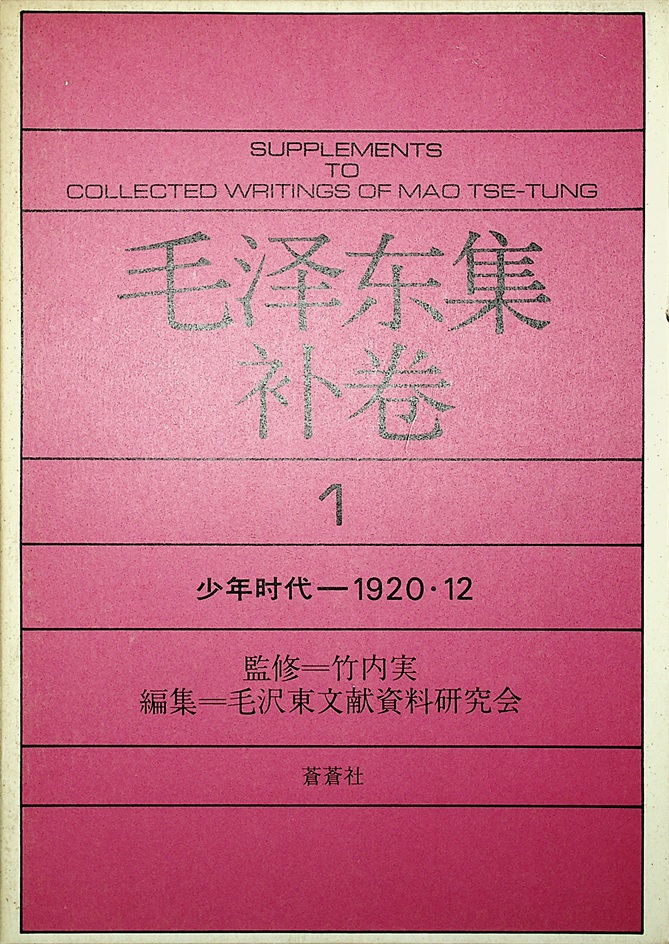 SUPPLEMENTS
TO
COLLECTED WRITINGS OF MAO TSE-TUNG
毛泽东集
补卷
1
少年时代—1920·12
監修＝竹内実
編集＝毛沢東文献資料研究会
蒼蒼社